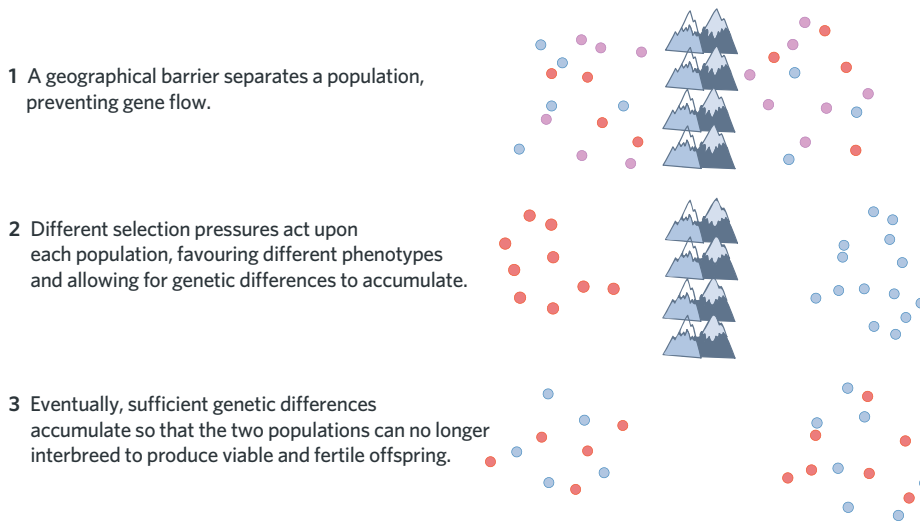 1 A geographical barrier separates a population,
preventing gene flow.
2 Different selection pressures act upon
each population, favouring different phenotypes
and allowing for genetic differences to accumulate.
3 Eventually, sufficient genetic differences
accumulate so that the two populations can no longer
interbreed to produce viable and fertile offspring.